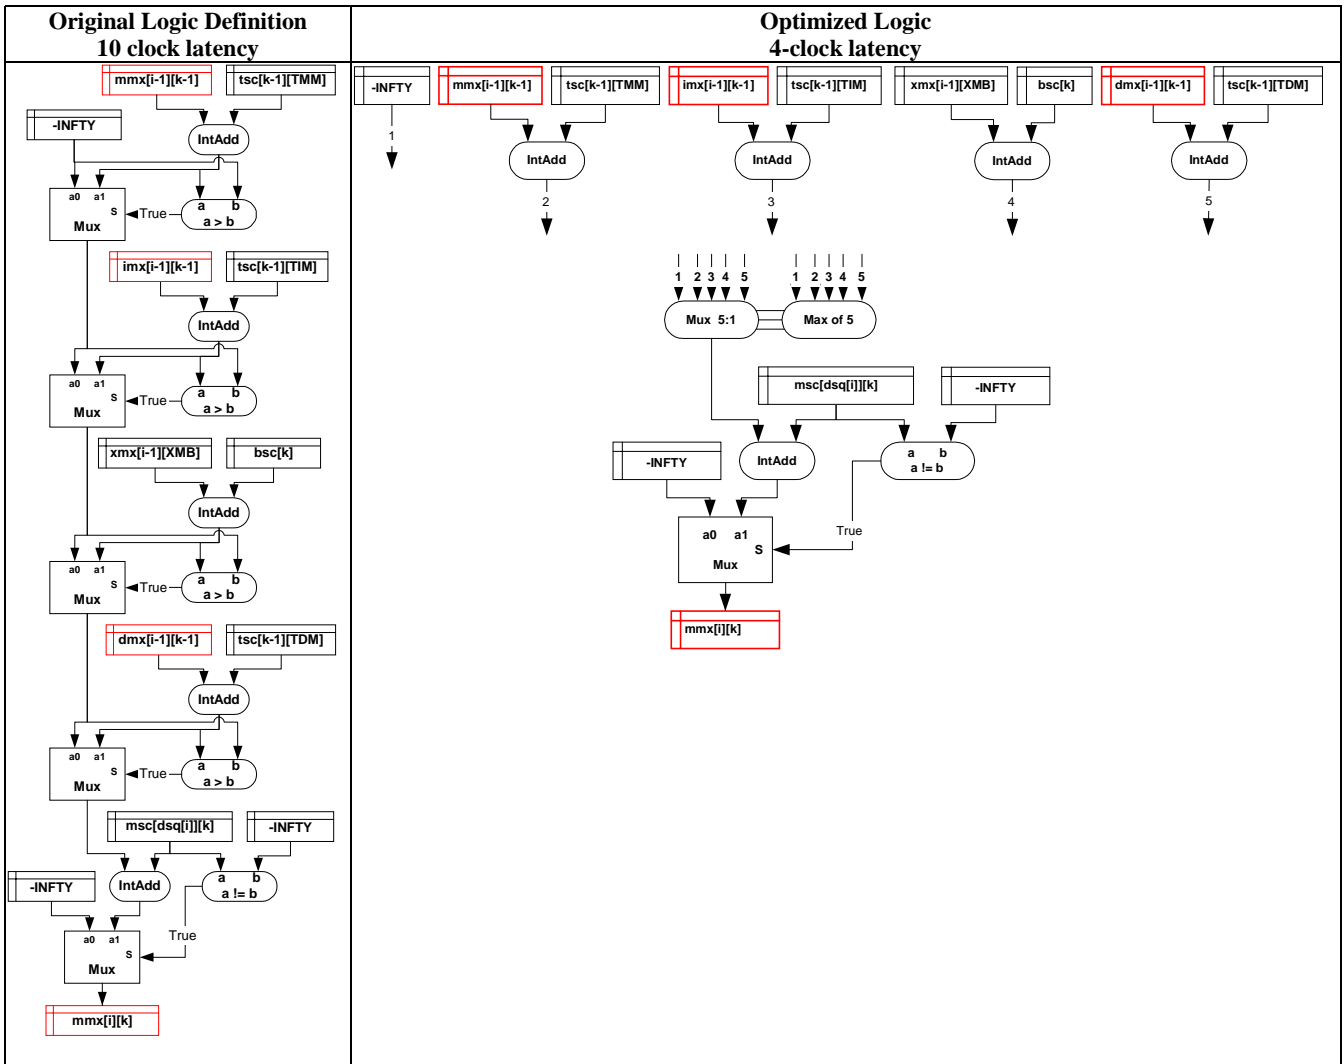 Original Logic Definition
10 clock latency
mmx[i-1][k-1] tsc[k-1][TMM]
-INFTY
IntAdd
a0 a1
S
Mux
True
a b
a > b
imx[i-1][k-1] tsc[k-1][TIM]
IntAdd
a0 a1
S
Mux
True
a b
a > b
xmx[i-1][XMB] bsc[k]
IntAdd
a0 a1
S
Mux
True
a b
a > b
dmx[i-1][k-1] tsc[k-1][TDM]
IntAdd
a0 a1
S
Mux
True
a b
a > b
msc[dsq[i]][k] -INFTY
-INFTY
IntAdd
a b
a != b
True
a0 a1
S
Mux
mmx[i][k]
Optimized Logic
4-clock latency
-INFTY mmx[i-1][k-1] tsc[k-1][TMM] imx[i-1][k-1] tsc[k-1][TIM] xmx[i-1][XMB] bsc[k] dmx[i-1][k-1] tsc[k-1][TDM]
1
IntAdd IntAdd IntAdd IntAdd
2 3 4 5
1 2 3 4 5 1 2 3 4 5
Mux 5:1 Max of 5
msc[dsq[i]][k] -INFTY
-INFTY
IntAdd
a b
a != b
True
a0 a1
S
Mux
mmx[i][k]